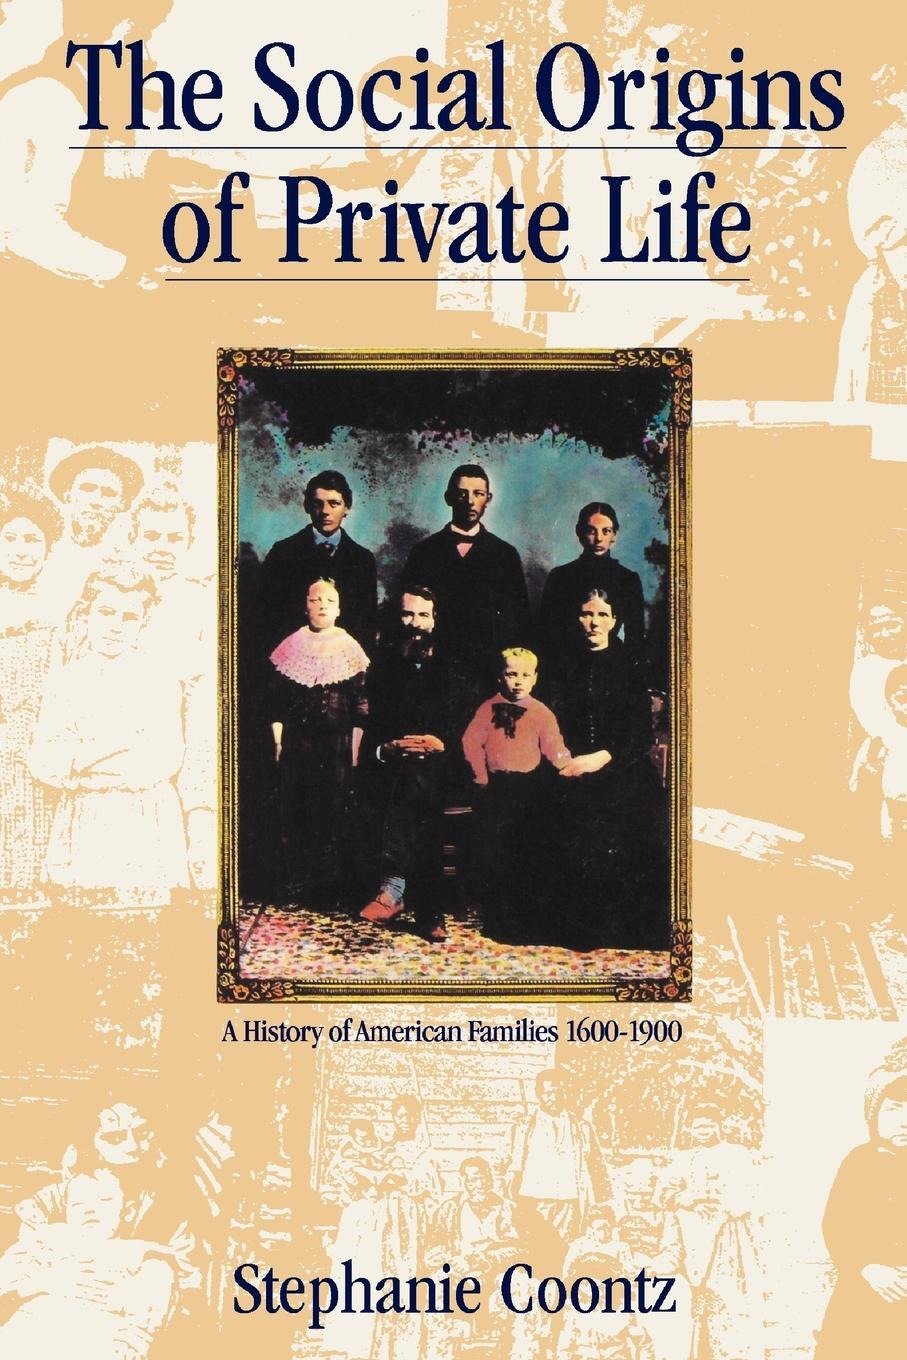 The Social Origins
of Private Life
A History of American Families 1600-1900
Stephanie Coontz